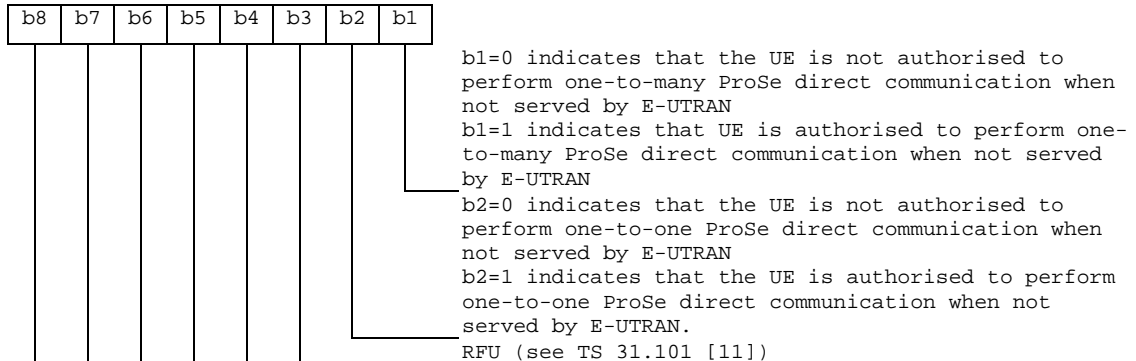 b8 b7 b6 b5 b4 b3 b2 b1
b1=0 indicates that the UE is not authorised to
perform one-to-many ProSe direct communication when
not served by E-UTRAN
b1=1 indicates that UE is authorised to perform one-
to-many ProSe direct communication when not served
by E-UTRAN
b2=0 indicates that the UE is not authorised to
perform one-to-one ProSe direct communication when
not served by E-UTRAN
b2=1 indicates that the UE is authorised to perform
one-to-one ProSe direct communication when not
served by E-UTRAN.
RFU (see TS 31.101 [11])